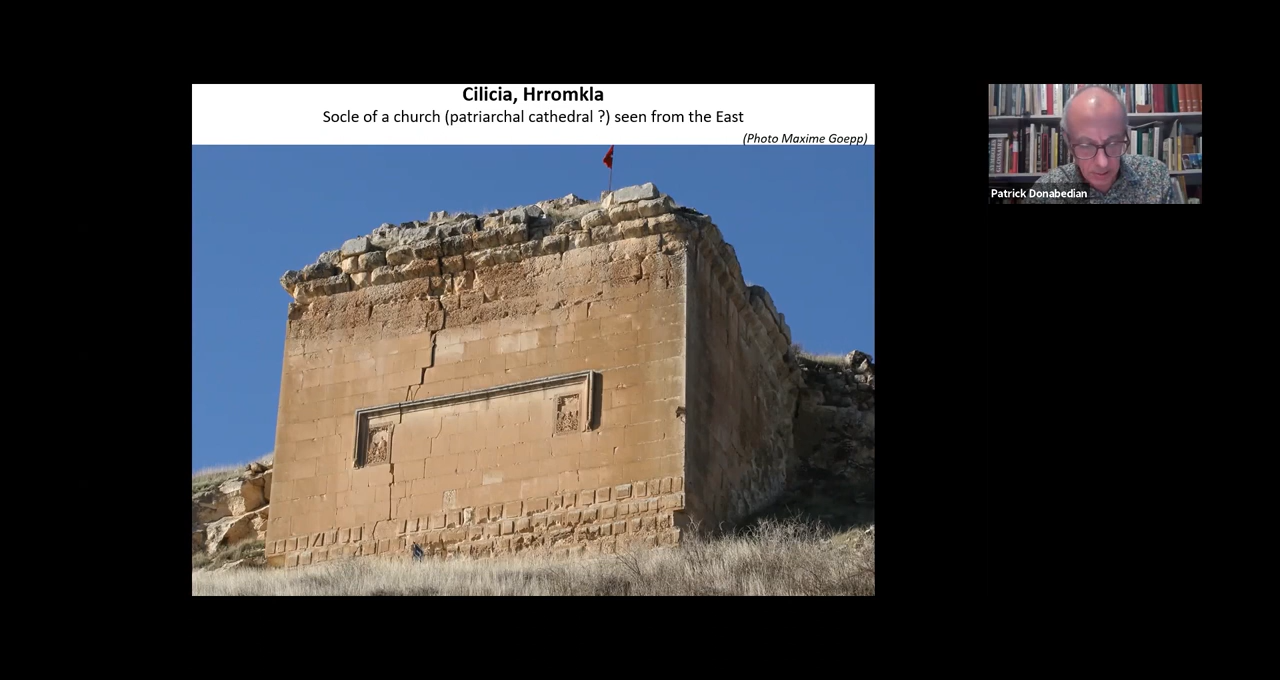 Cilicia, Hrromkla
Socle of a church (patriarchal cathedral ?) seen from the East
(Photo Maxime Goepp)
Patrick Donabedian